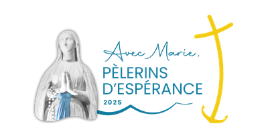 Avec Marie,
PÈLERINS
D'ESPÉRANCE
2025